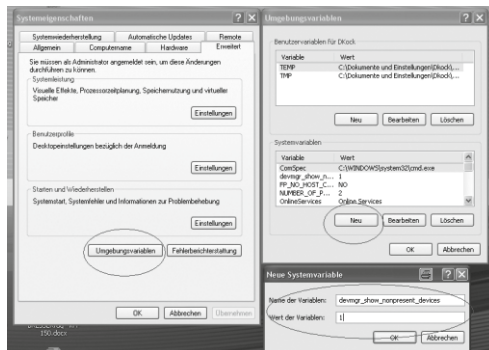 Systemeigenschaften
Systemwiederherstellung Automatische Updates Remote
Allgemein Computername Hardware Erweitert
Sie müssen als Administrator angemeldet sein, um diese Änderungen
durchführen zu können.
Systemleistung
Visuelle Effekte, Prozessorzeitplanung, Speichernutzung und virtueller
Speicher
Einstellungen
Benutzerprofile
Desktopeinstellungen bezüglich der Anmeldung
Einstellungen
Starten und Wiederherstellen
Systemstart, Systemfehler und Informationen zur Problembehebung
Einstellungen
Umgebungsvariablen Fehlerberichterstattung
OK Abbrechen Übernehmen
150.docx
Umgebungsvariablen
Benutzervariablen für DKock
Variable Wert
TEMP C:\Dokumente und Einstellungen\DKock\...
TMP C:\Dokumente und Einstellungen\DKock\...
Neu Bearbeiten Löschen
Systemvariablen
Variable Wert
ComSpec C:\WINDOWS\system32\cmd.exe
devmgr_show_n... 1
FP_NO_HOST_C... NO
NUMBER_OF_P... 2
OnlineServices Online Services
Neu Bearbeiten Löschen
OK Abbrechen
Neue Systemvariable
Name der Variablen: devmgr_show_nonpresent_devices
Wert der Variablen: 1
OK Abbrechen